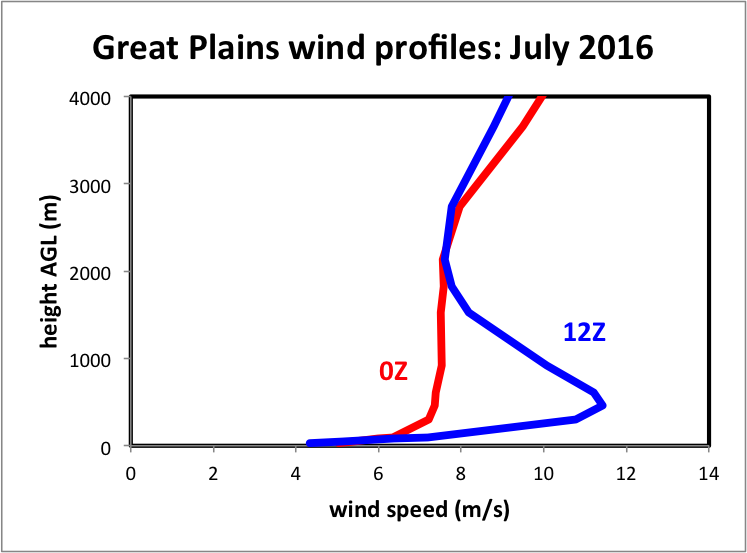 Great Plains wind profiles: July 2016
4000
3000
2000
1000
0
height AGL (m)
12Z
0Z
0 2 4 6 8 10 12 14
wind speed (m/s)